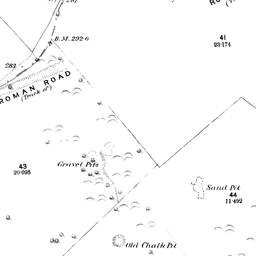 RO
(Tra
B.M. 292·6
41
23·174
283
ROMAN ROAD
(Track of)
Gravel Pits
43
20·095
Sand Pit
44
11·492
Old Chalk Pit